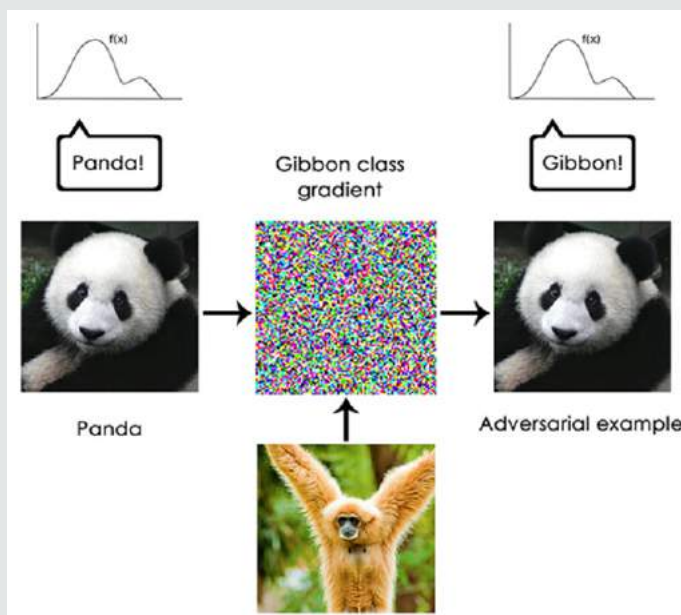 f(x)
f(x)
Panda!
Gibbon class
gradient
Gibbon!
Panda
Adversarial example